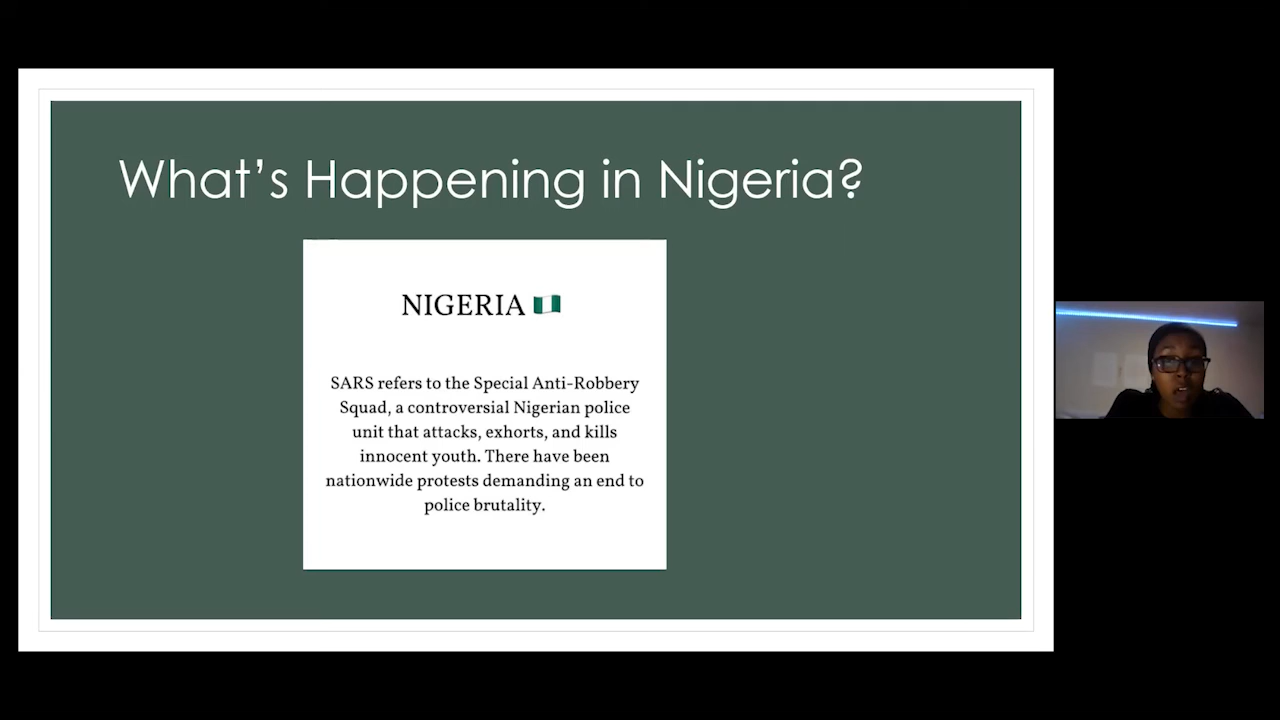 What's Happening in Nigeria?
NIGERIA 🇳🇬
SARS refers to the Special Anti-Robbery
Squad, a controversial Nigerian police
unit that attacks, exhorts, and kills
innocent youth. There have been
nationwide protests demanding an end to
police brutality.